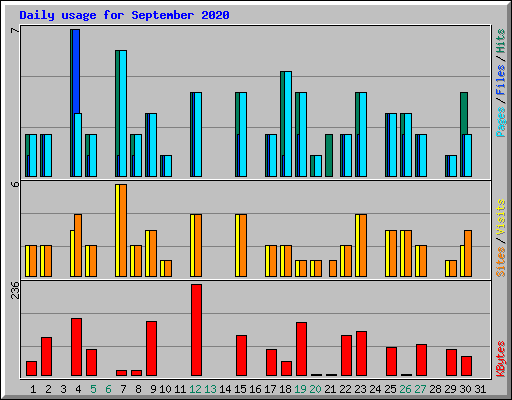 Daily usage for September 2020
7
Pages / Files / Hits
6
Sites / Visits
236
KBytes
1 2 3 4 5 6 7 8 9 10 11 12 13 14 15 16 17 18 19 20 21 22 23 24 25 26 27 28 29 30 31